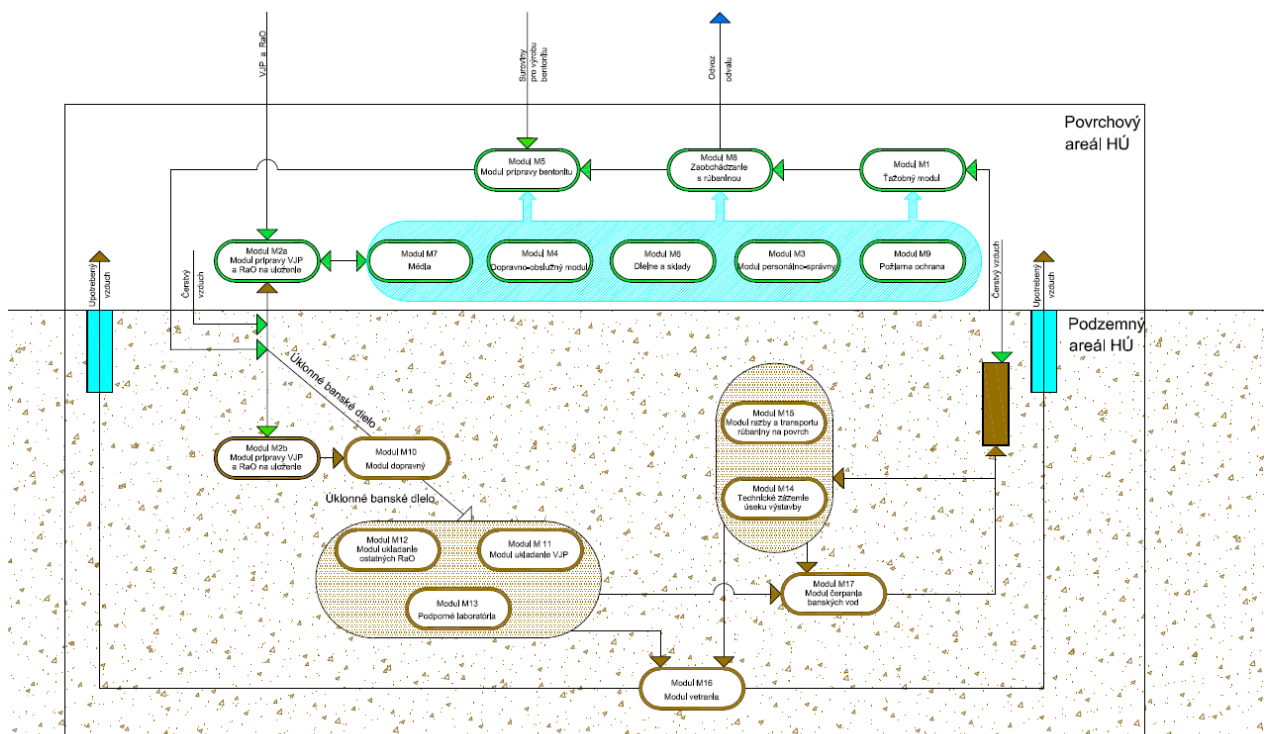 VJP a RaO
Suroviny
pro výrobu
bentonitu
Odvoz
odvalu
Povrchový
areál HÚ
Modul M5
Modul prípravy bentonitu
Modul M8
Zaobchádzanie
s rúbaninou
Modul M1
Ťažobný modul
Modul M2a
Modul prípravy VJP
a RaO na uloženie
Modul M7
Média
Modul M4
Dopravno-obslužný modul
Modul M6
Dielne a sklady
Modul M3
Modul personálno-správny
Modul M9
Požiarna ochrana
Upotrebený
vzduch
Čerstvý
vzduch
Čerstvý vzduch
Upotrebený
vzduch
Podzemný
areál HÚ
Úklonné banské dielo
Modul M15
Modul razby a transportu
rúbaniny na povrch
Modul M2b
Modul prípravy VJP
a RaO na uloženie
Modul M10
Modul dopravný
Modul M14
Technické zázemie
úseku výstavby
Úklonné banské dielo
Modul M12
Modul ukladanie
ostatných RaO
Modul M 11
Modul ukladanie VJP
Modul M17
Modul čerpania
banských vod
Modul M13
Podporné laboratória
Modul M16
Modul vetrania